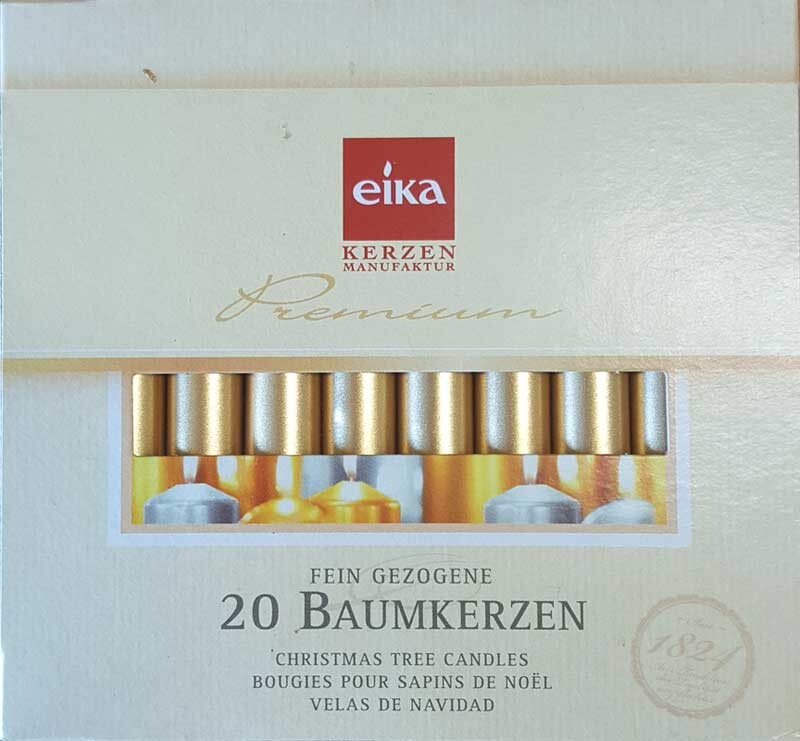 eika
KERZEN
MANUFAKTUR
Premium
FEIN GEZOGENE
20 BAUMKERZEN
CHRISTMAS TREE CANDLES
BOUGIES POUR SAPINS DE NOËL
VELAS DE NAVIDAD
1824